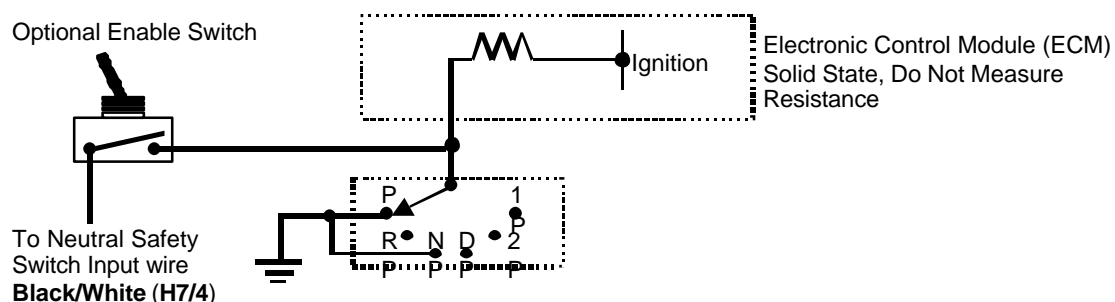 Optional Enable Switch
Ignition
Electronic Control Module (ECM)
Solid State, Do Not Measure
Resistance
P 1
P
R N D 2
P P P P
To Neutral Safety
Switch Input wire
Black/White (H7/4)